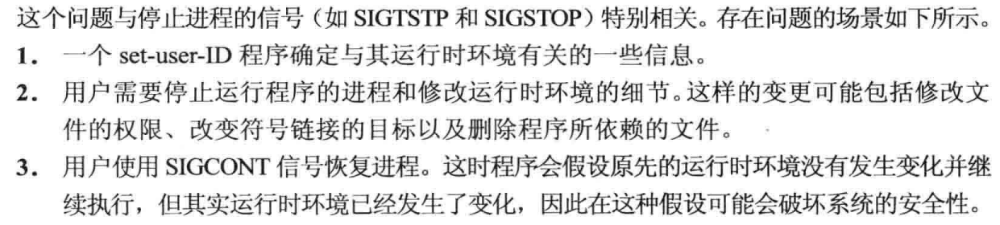 这个问题与停止进程的信号（如 SIGTSTP 和 SIGSTOP）特别相关。存在问题的场景如下所示。
1. 一个 set-user-ID 程序确定与其运行时环境有关的一些信息。
2. 用户需要停止运行程序的进程和修改运行时环境的细节。这样的变更可能包括修改文
件的权限、改变符号链接的目标以及删除程序所依赖的文件。
3. 用户使用 SIGCONT 信号恢复进程。这时程序会假设原先的运行时环境没有发生变化并继
续执行，但其实运行时环境已经发生了变化，因此在这种假设可能会破坏系统的安全性。